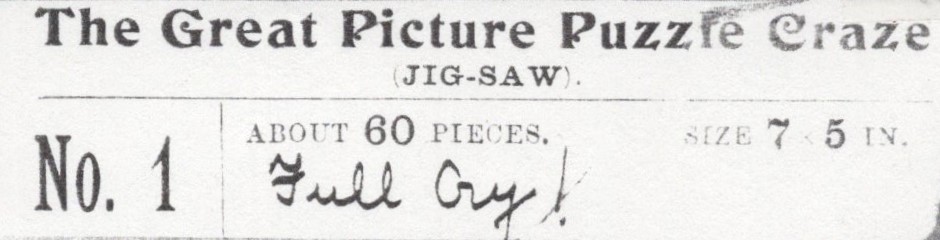 The Great Picture Puzzle Craze
(JIG-SAW).
No. 1
ABOUT 60 PIECES. SIZE 7 × 5 IN.
Full Cry!